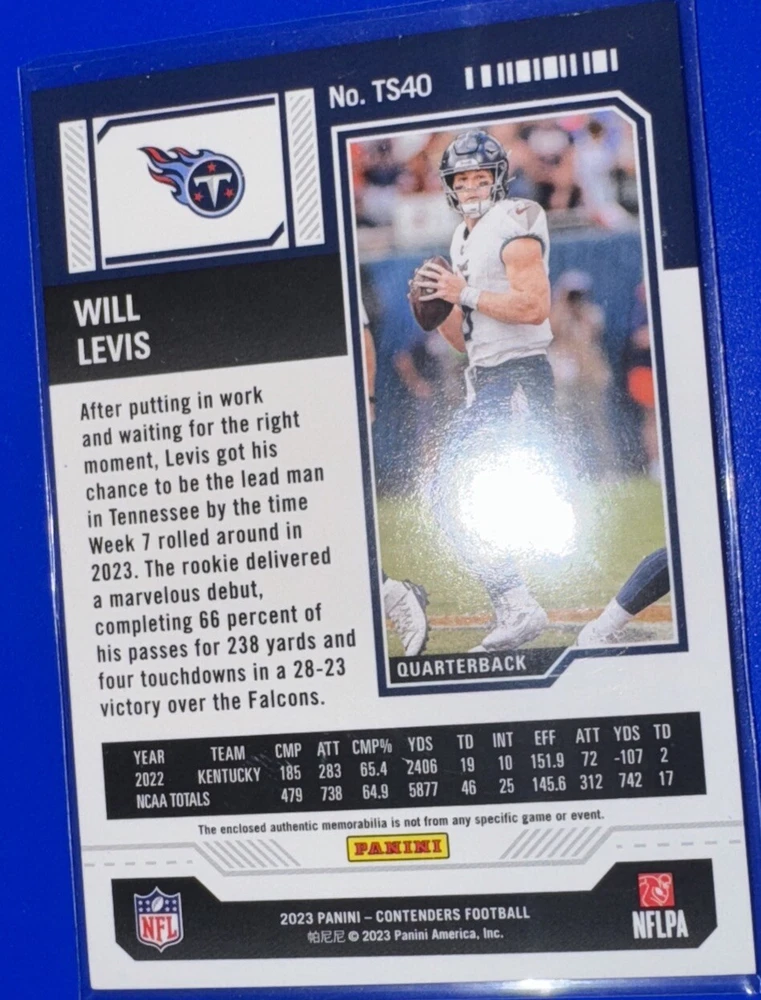 No. TS40
WILL
LEVIS
After putting in work
and waiting for the right
moment, Levis got his
chance to be the lead man
in Tennessee by the time
Week 7 rolled around in
2023. The rookie delivered
a marvelous debut,
completing 66 percent of
his passes for 238 yards and
four touchdowns in a 28-23
victory over the Falcons.
QUARTERBACK
YEAR TEAM CMP ATT CMP% YDS TD INT EFF ATT YDS TD
2022 KENTUCKY 185 283 65.4 2406 19 10 151.9 72 -107 2
NCAA TOTALS 479 738 64.9 5877 46 25 145.6 312 742 17
The enclosed authentic memorabilia is not from any specific game or event.
PANINI
NFL
2023 PANINI – CONTENDERS FOOTBALL
帕尼尼 © 2023 Panini America, Inc.
NFLPA